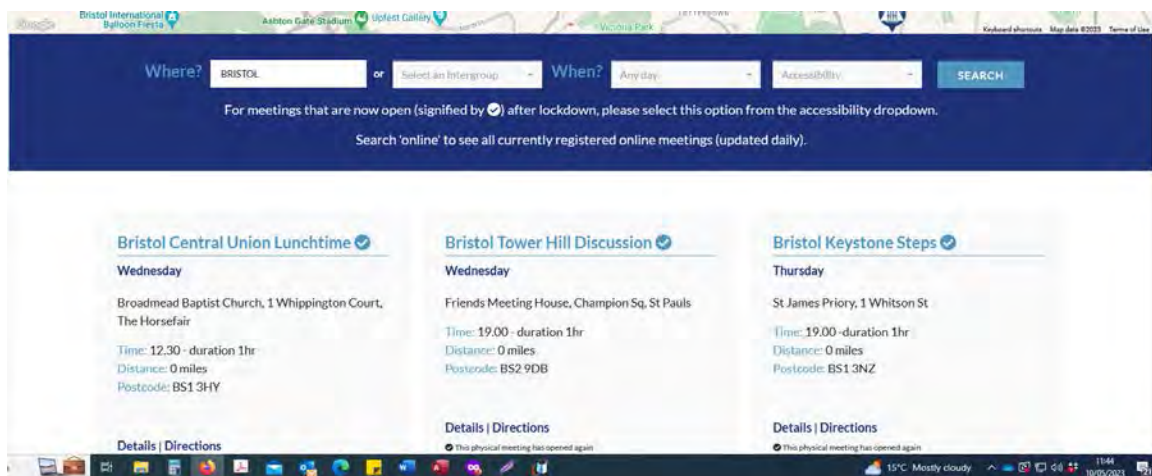 Bristol International
Balloon Fiesta
Ashton Gate Stadium
Upfest Gallery
Victoria Park
Keyboard shortcuts Map data ©2023 Terms of Use
Where? BRISTOL or Select an Intergroup When? Any day Accessibility SEARCH
For meetings that are now open (signified by ✔) after lockdown, please select this option from the accessibility dropdown.
Search 'online' to see all currently registered online meetings (updated daily).
Bristol Central Union Lunchtime
Wednesday
Broadmead Baptist Church, 1 Whippington Court,
The Horsefair
Time: 12.30 - duration 1hr
Distance: 0 miles
Postcode: BS1 3HY
Details | Directions
Bristol Tower Hill Discussion
Wednesday
Friends Meeting House, Champion Sq, St Pauls
Time: 19.00 - duration 1hr
Distance: 0 miles
Postcode: BS2 9DB
Details | Directions
This physical meeting has opened again
Bristol Keystone Steps
Thursday
St James Priory, 1 Whitson St
Time: 19.00 -duration 1hr
Distance: 0 miles
Postcode: BS1 3NZ
Details | Directions
This physical meeting has opened again
15°C Mostly cloudy
11:44
10/05/2023